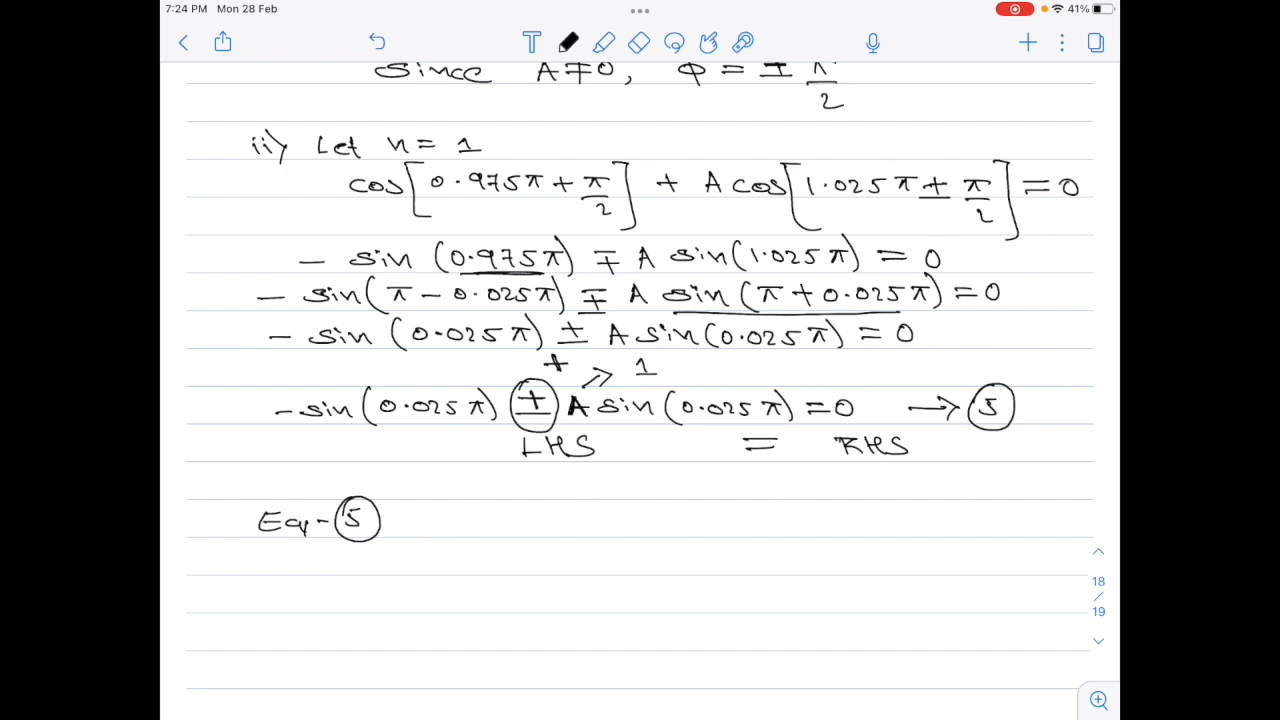 7:24 PM Mon 28 Feb 41%
Since A≠0, Φ = ± π/2
ii) Let n = 1
cos[0.975π + π/2] + A cos[1.025π ± π/2] = 0
- sin(0.975π) ∓ A sin(1.025π) = 0
- sin(π - 0.025π) ∓ A sin(π + 0.025π) = 0
- sin(0.025π) ± A sin(0.025π) = 0
+ 1
- sin(0.025π) ± A sin(0.025π) = 0 → 5
LHS = RHS
Eq - 5
18
/
19